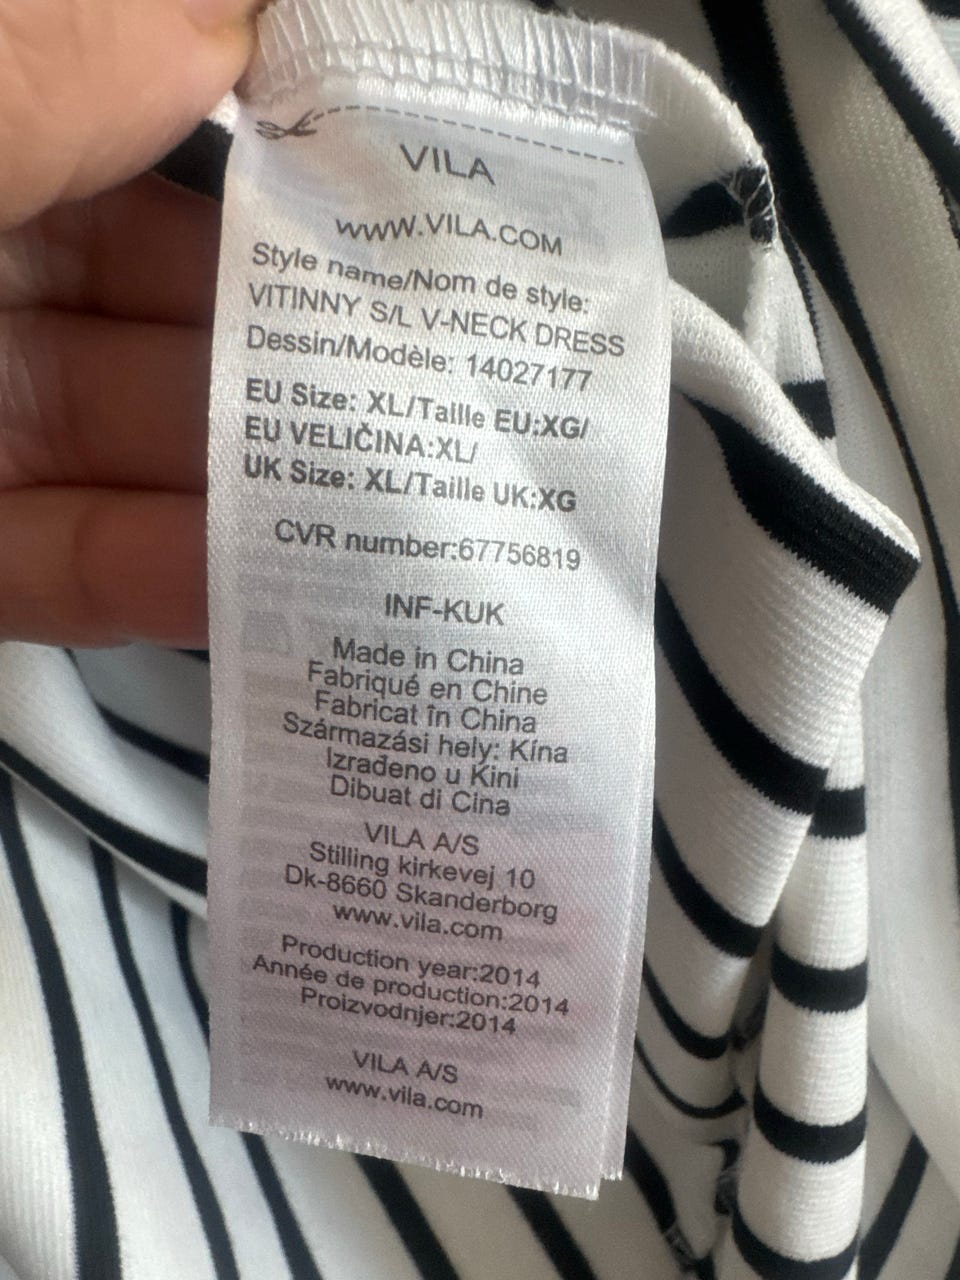 VILA
www.VILA.COM
Style name/Nom de style:
VITINNY S/L V-NECK DRESS
Dessin/Modèle: 14027177
EU Size: XL/Taille EU:XG/
EU VELIČINA:XL/
UK Size: XL/Taille UK:XG
CVR number:67756819
INF-KUK
Made in China
Fabriqué en Chine
Fabricat în China
Származási hely: Kína
Izrađeno u Kini
Dibuat di Cina
VILA A/S
Stilling kirkevej 10
Dk-8660 Skanderborg
www.vila.com
Production year:2014
Année de production:2014
Proizvodnjer:2014
VILA A/S
www.vila.com